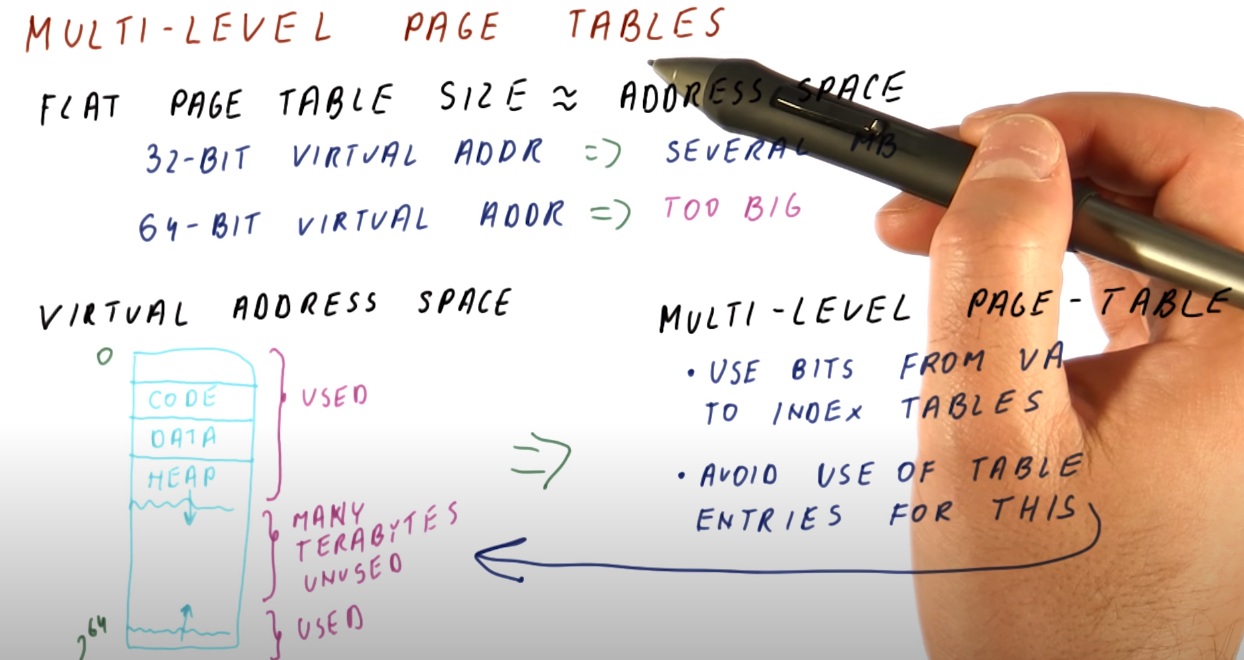 MULTI-LEVEL PAGE TABLES
FLAT PAGE TABLE SIZE ≈ ADDRESS SPACE
32-BIT VIRTUAL ADDR => SEVERAL MB
64-BIT VIRTUAL ADDR => TOO BIG
VIRTUAL ADDRESS SPACE
0
CODE
DATA
HEAP
USED
MANY
TERABYTES
UNUSED
USED
2^64
=>
MULTI-LEVEL PAGE-TABLE
• USE BITS FROM VA
TO INDEX TABLES
• AVOID USE OF TABLE
ENTRIES FOR THIS